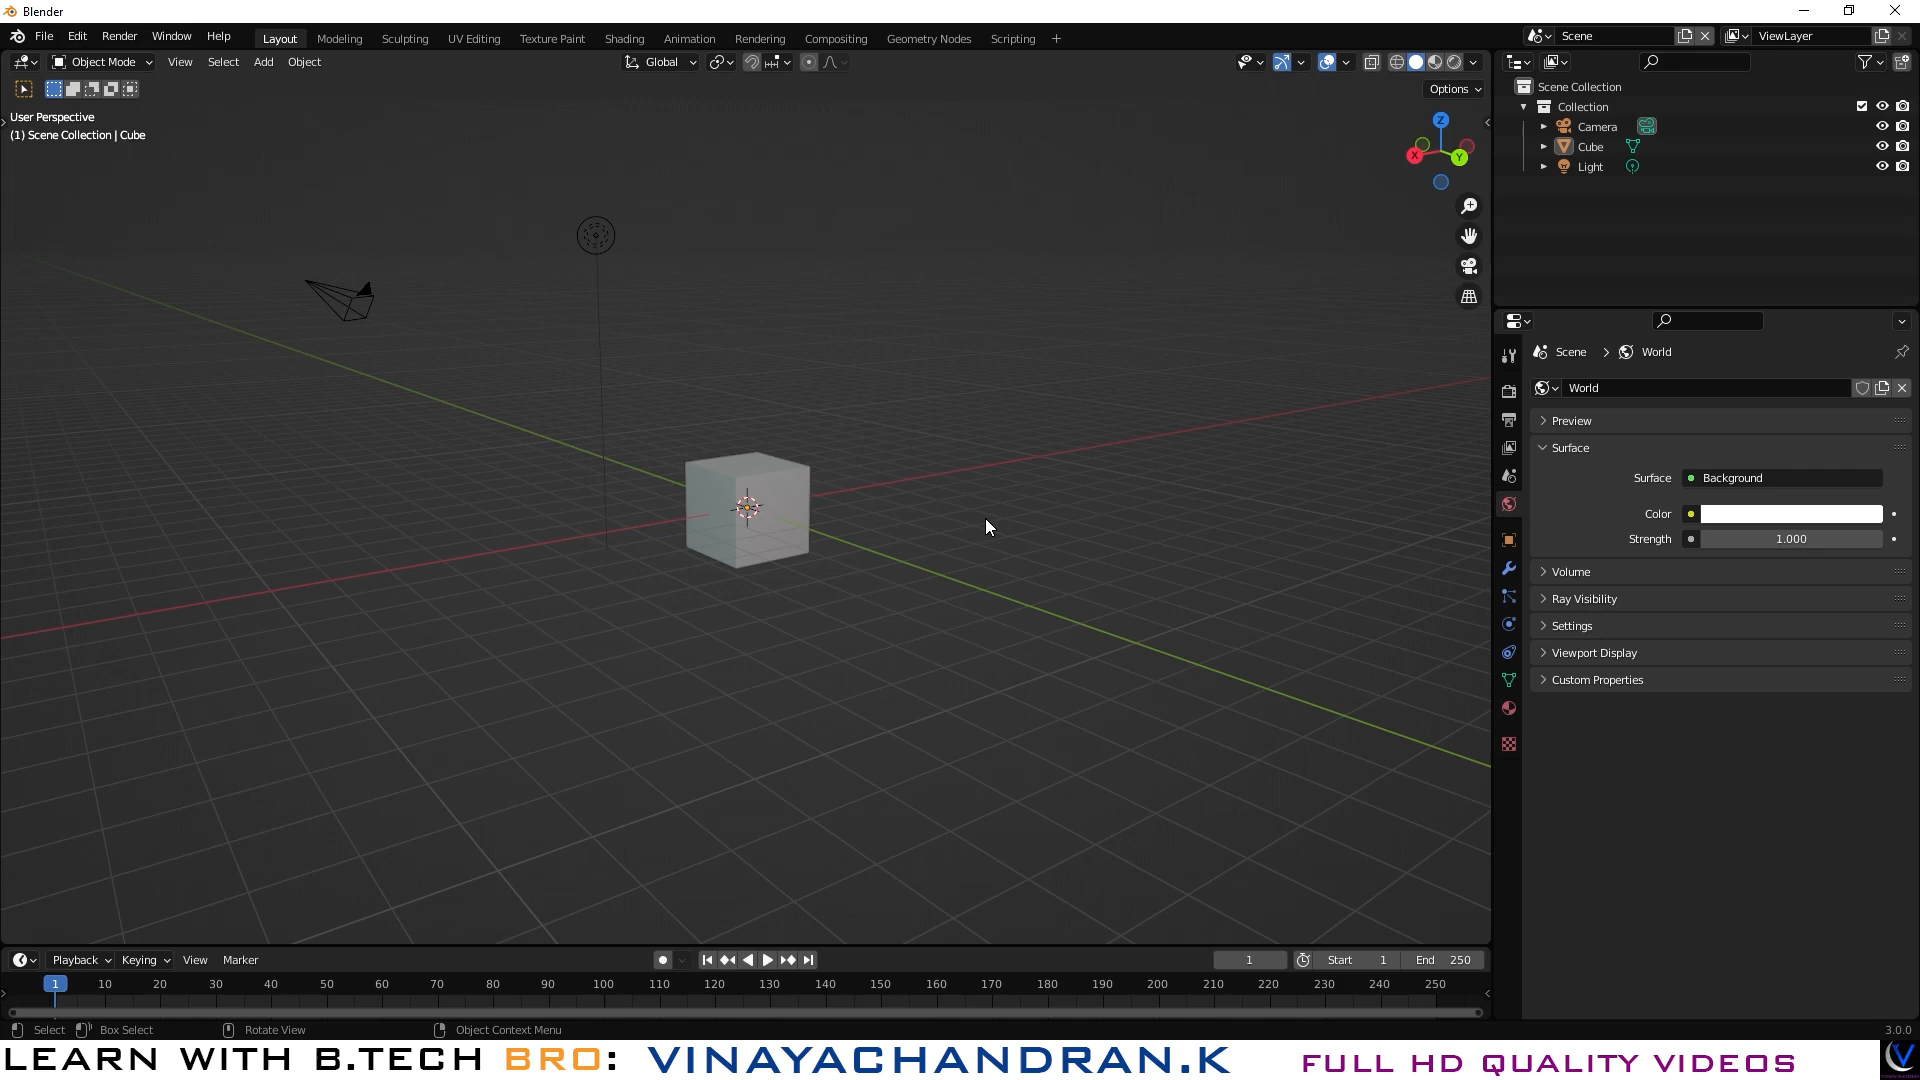 Blender
File Edit Render Window Help Layout Modeling Sculpting UV Editing Texture Paint Shading Animation Rendering Compositing Geometry Nodes Scripting + Scene ViewLayer
Object Mode View Select Add Object Global
Options
User Perspective
(1) Scene Collection | Cube
Z
X
Y
Scene Collection
Collection
Camera
Cube
Light
Scene > World
World
Preview
Surface
Surface Background
Color
Strength 1.000
Volume
Ray Visibility
Settings
Viewport Display
Custom Properties
Playback Keying View Marker 1 Start 1 End 250
1 10 20 30 40 50 60 70 80 90 100 110 120 130 140 150 160 170 180 190 200 210 220 230 240 250
Select Box Select Rotate View Object Context Menu 3.0.0
LEARN WITH B.TECH BRO: VINAYACHANDRAN.K FULL HD QUALITY VIDEOS